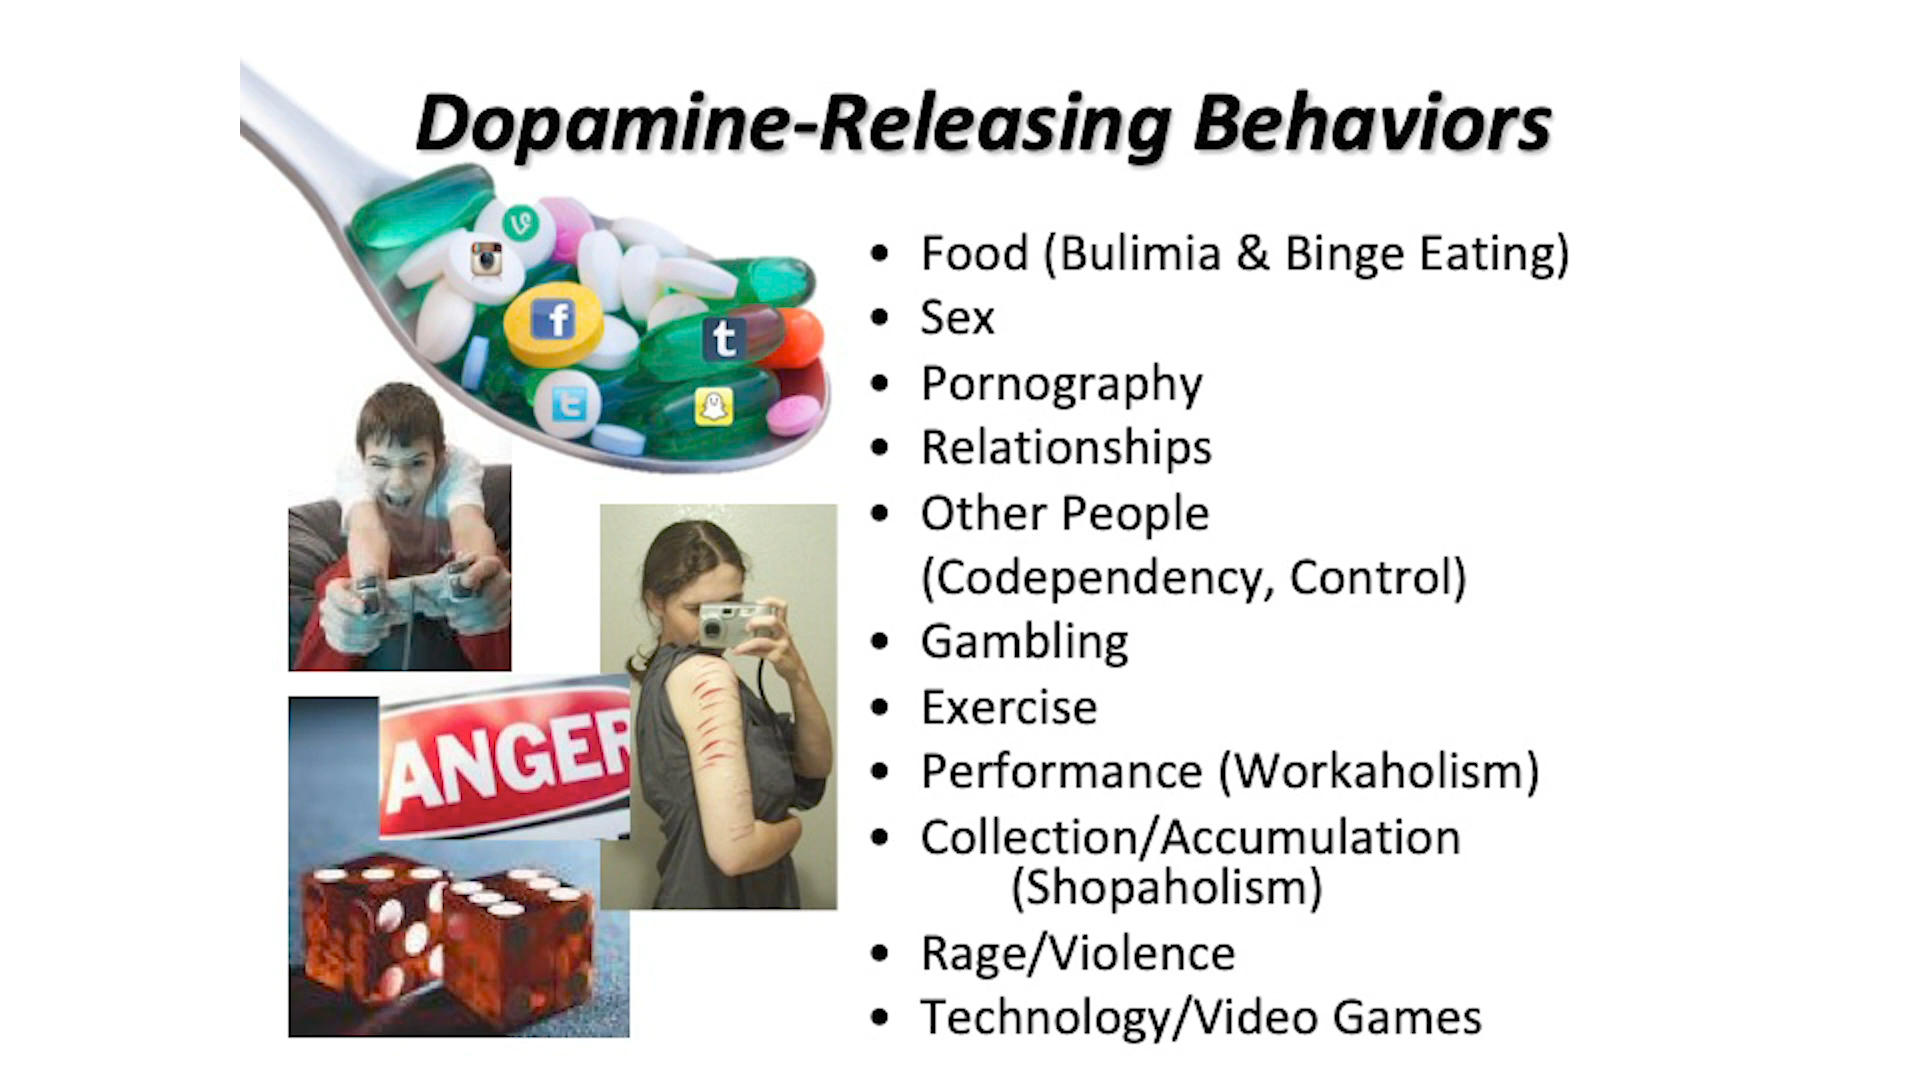 Dopamine-Releasing Behaviors
• Food (Bulimia & Binge Eating)
• Sex
• Pornography
• Relationships
• Other People
(Codependency, Control)
• Gambling
• Exercise
• Performance (Workaholism)
• Collection/Accumulation
(Shopaholism)
• Rage/Violence
• Technology/Video Games
f
t
t
ANGER